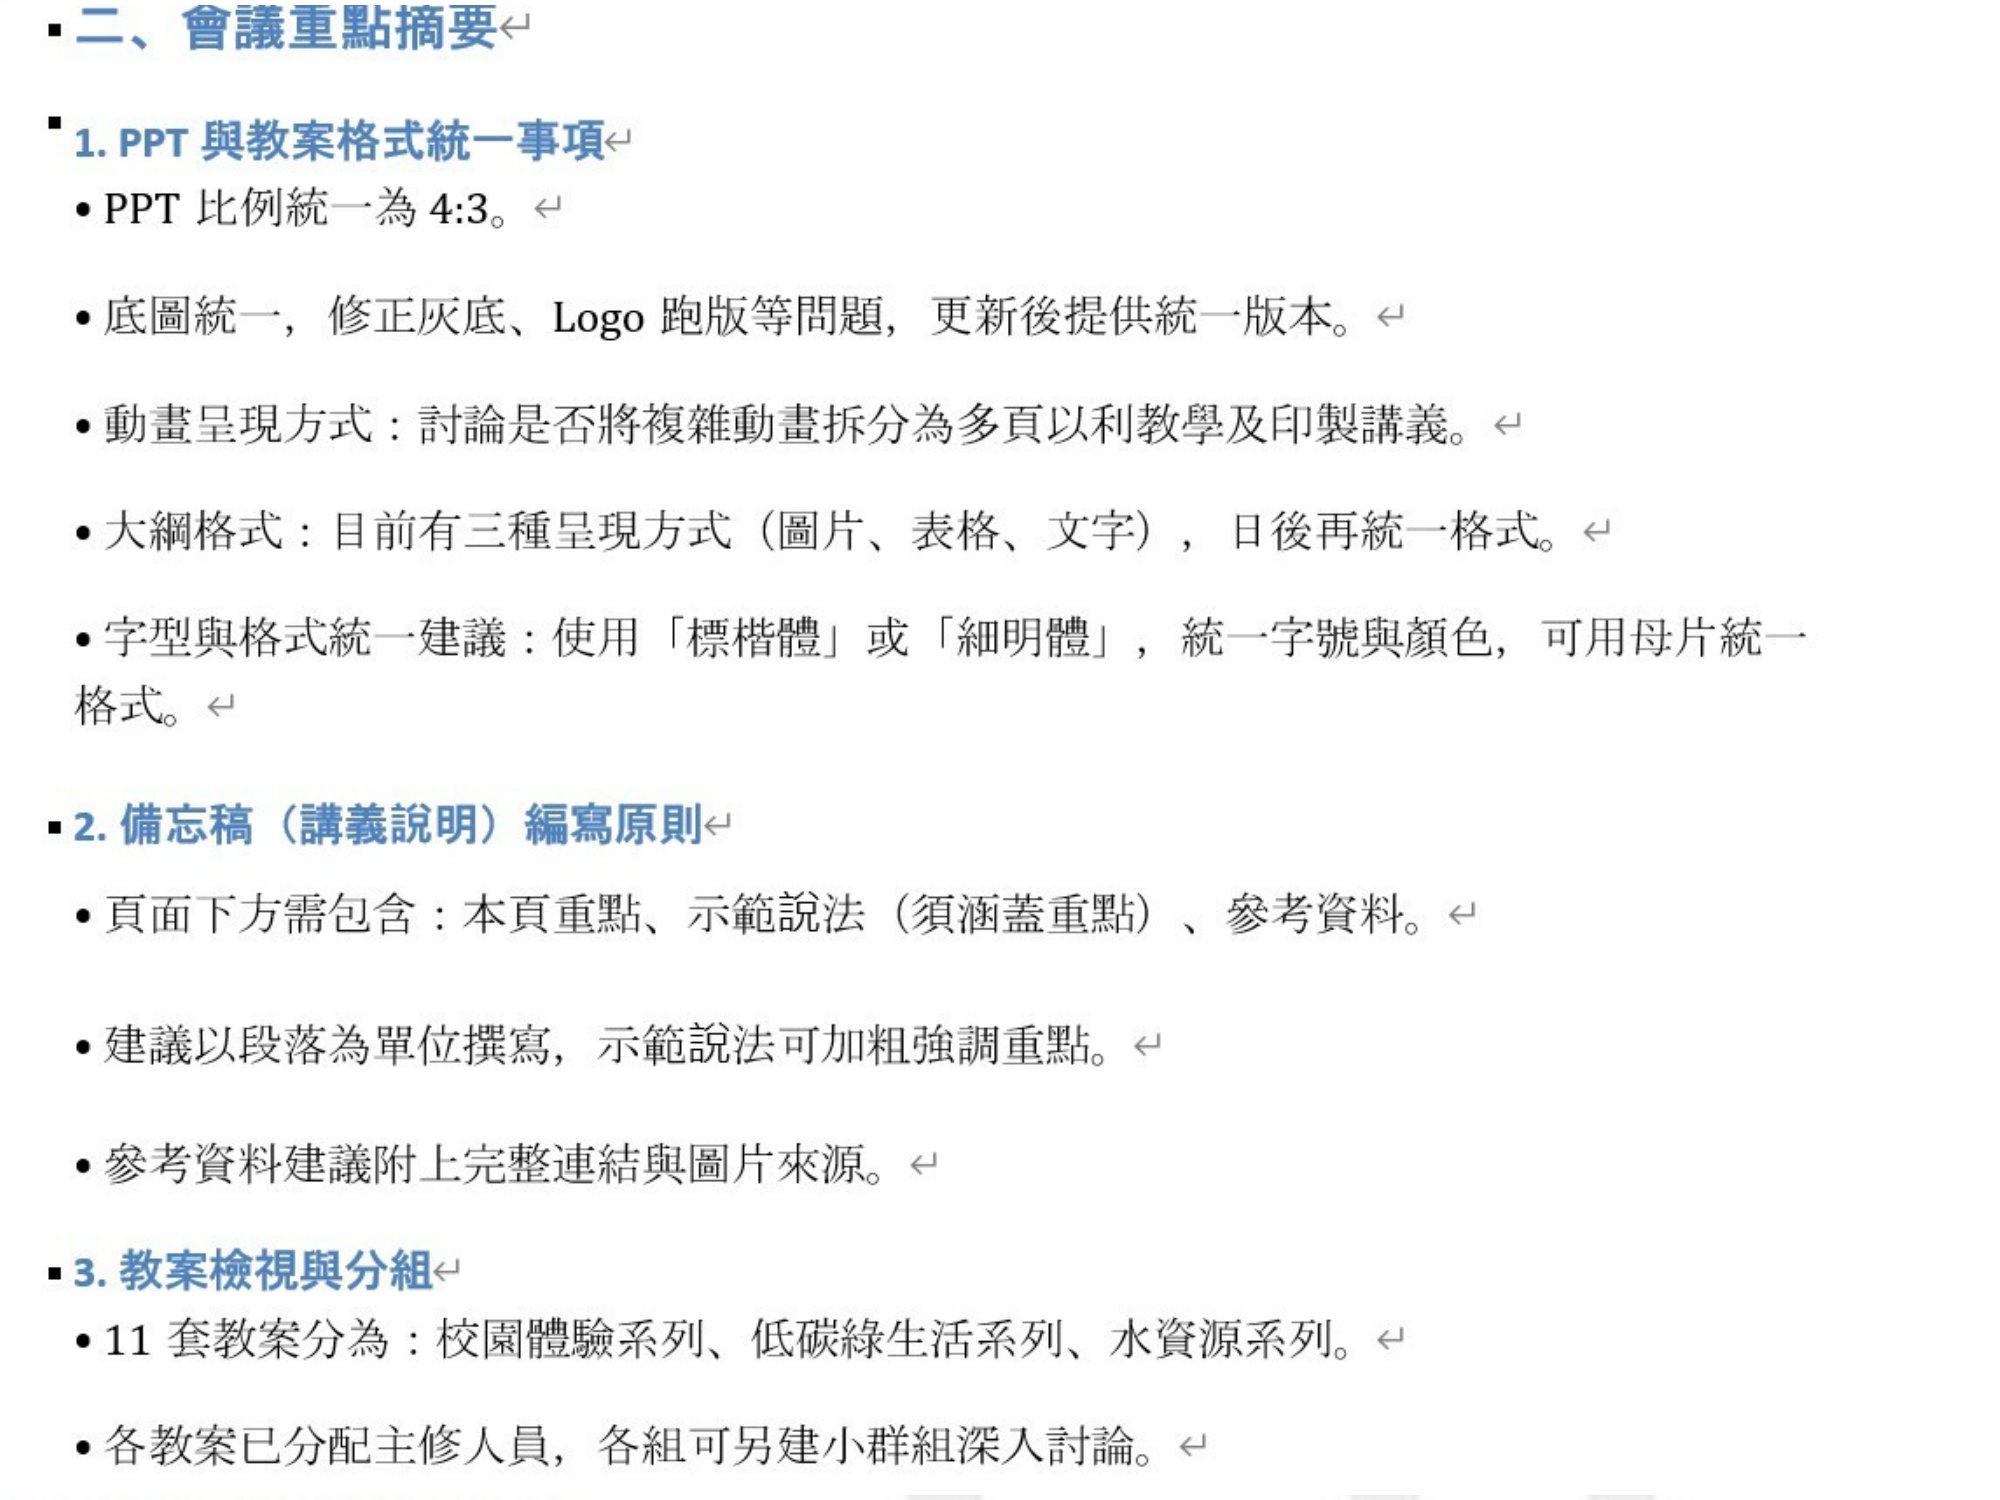 二、會議重點摘要
1. PPT 與教案格式統一事項
• PPT 比例統一為 4:3。
• 底圖統一，修正灰底、Logo 跑版等問題，更新後提供統一版本。
• 動畫呈現方式：討論是否將複雜動畫拆分為多頁以利教學及印製講義。
• 大綱格式：目前有三種呈現方式（圖片、表格、文字），日後再統一格式。
• 字型與格式統一建議：使用「標楷體」或「細明體」，統一字號與顏色，可用母片統一
格式。
2. 備忘稿（講義說明）編寫原則
• 頁面下方需包含：本頁重點、示範說法（須涵蓋重點）、參考資料。
• 建議以段落為單位撰寫，示範說法可加粗強調重點。
• 參考資料建議附上完整連結與圖片來源。
3. 教案檢視與分組
• 11 套教案分為：校園體驗系列、低碳綠生活系列、水資源系列。
• 各教案已分配主修人員，各組可另建小群組深入討論。